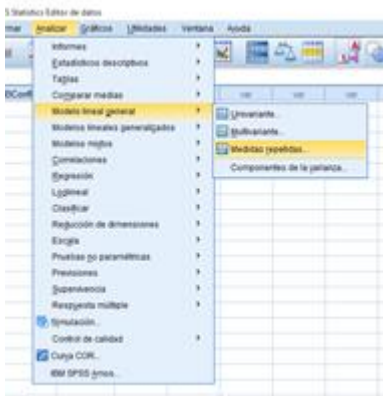 S Statistics Editor de datos
Analizar Gráficos Utilidades Ventana Ayuda
Informes
Estadísticos descriptivos
Tablas
Comparar medias
Modelo lineal general
Modelos lineales generalizados
Modelos mixtos
Correlaciones
Regresión
Loglineal
Clasificar
Reducción de dimensiones
Escala
Pruebas no paramétricas
Previsiones
Supervivencia
Respuesta múltiple
Simulación...
Control de calidad
Curva COR...
IBM SPSS Amos...
Univariante...
Multivariante...
Medidas repetidas...
Componentes de la varianza...